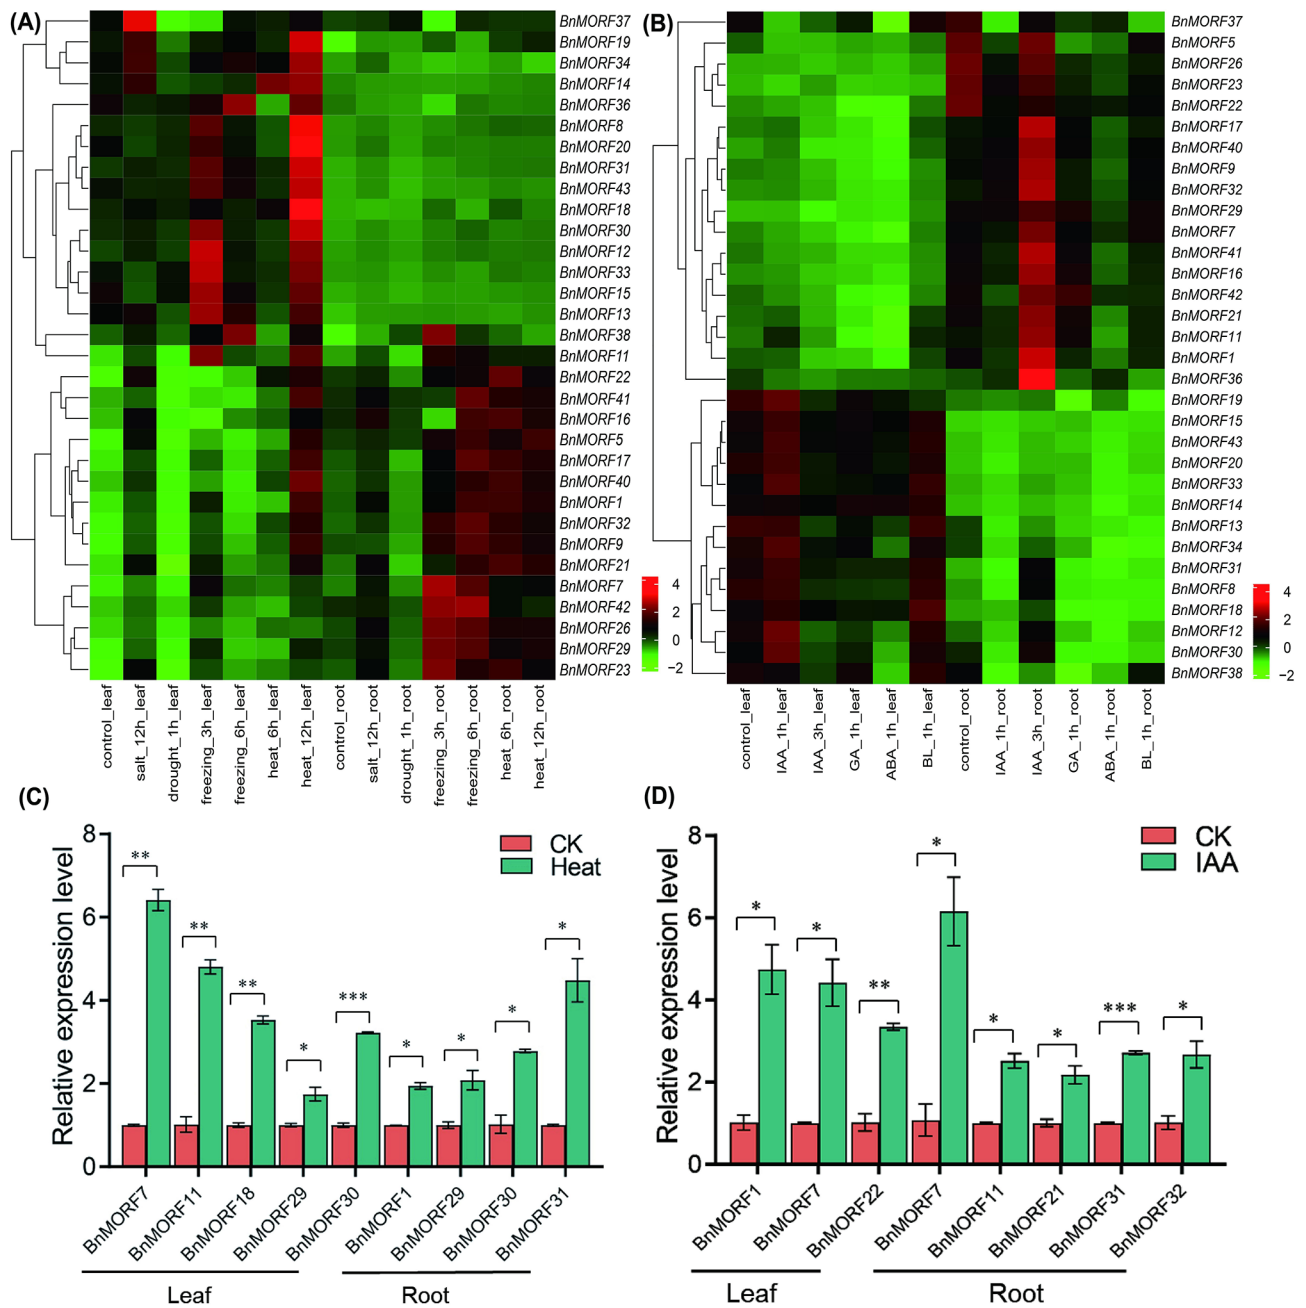 (A)
BnMORF37
BnMORF19
BnMORF34
BnMORF14
BnMORF36
BnMORF8
BnMORF20
BnMORF31
BnMORF43
BnMORF18
BnMORF30
BnMORF12
BnMORF33
BnMORF15
BnMORF13
BnMORF38
BnMORF11
BnMORF22
BnMORF41
BnMORF16
BnMORF5
BnMORF17
BnMORF40
BnMORF1
BnMORF32
BnMORF9
BnMORF21
BnMORF7
BnMORF42
BnMORF26
BnMORF29
BnMORF23
4
2
0
−2
control_leaf
salt_12h_leaf
drought_1h_leaf
freezing_3h_leaf
freezing_6h_leaf
heat_6h_leaf
heat_12h_leaf
control_root
salt_12h_root
drought_1h_root
freezing_3h_root
freezing_6h_root
heat_6h_root
heat_12h_root
(B)
BnMORF37
BnMORF5
BnMORF26
BnMORF23
BnMORF22
BnMORF17
BnMORF40
BnMORF9
BnMORF32
BnMORF29
BnMORF7
BnMORF41
BnMORF16
BnMORF42
BnMORF21
BnMORF11
BnMORF1
BnMORF36
BnMORF19
BnMORF15
BnMORF43
BnMORF20
BnMORF33
BnMORF14
BnMORF13
BnMORF34
BnMORF31
BnMORF8
BnMORF18
BnMORF12
BnMORF30
BnMORF38
4
2
0
−2
control_leaf
IAA_1h_leaf
IAA_3h_leaf
GA_1h_leaf
ABA_1h_leaf
BL_1h_leaf
control_root
IAA_1h_root
IAA_3h_root
GA_1h_root
ABA_1h_root
BL_1h_root
(C)
Relative expression level
8
6
4
2
0
CK
Heat
**
**
**
*
***
*
*
*
*
BnMORF7
BnMORF11
BnMORF18
BnMORF29
BnMORF30
BnMORF1
BnMORF29
BnMORF30
BnMORF31
Leaf
Root
(D)
Relative expression level
8
6
4
2
0
CK
IAA
*
*
**
*
*
*
***
*
BnMORF1
BnMORF7
BnMORF22
BnMORF7
BnMORF11
BnMORF21
BnMORF31
BnMORF32
Leaf
Root